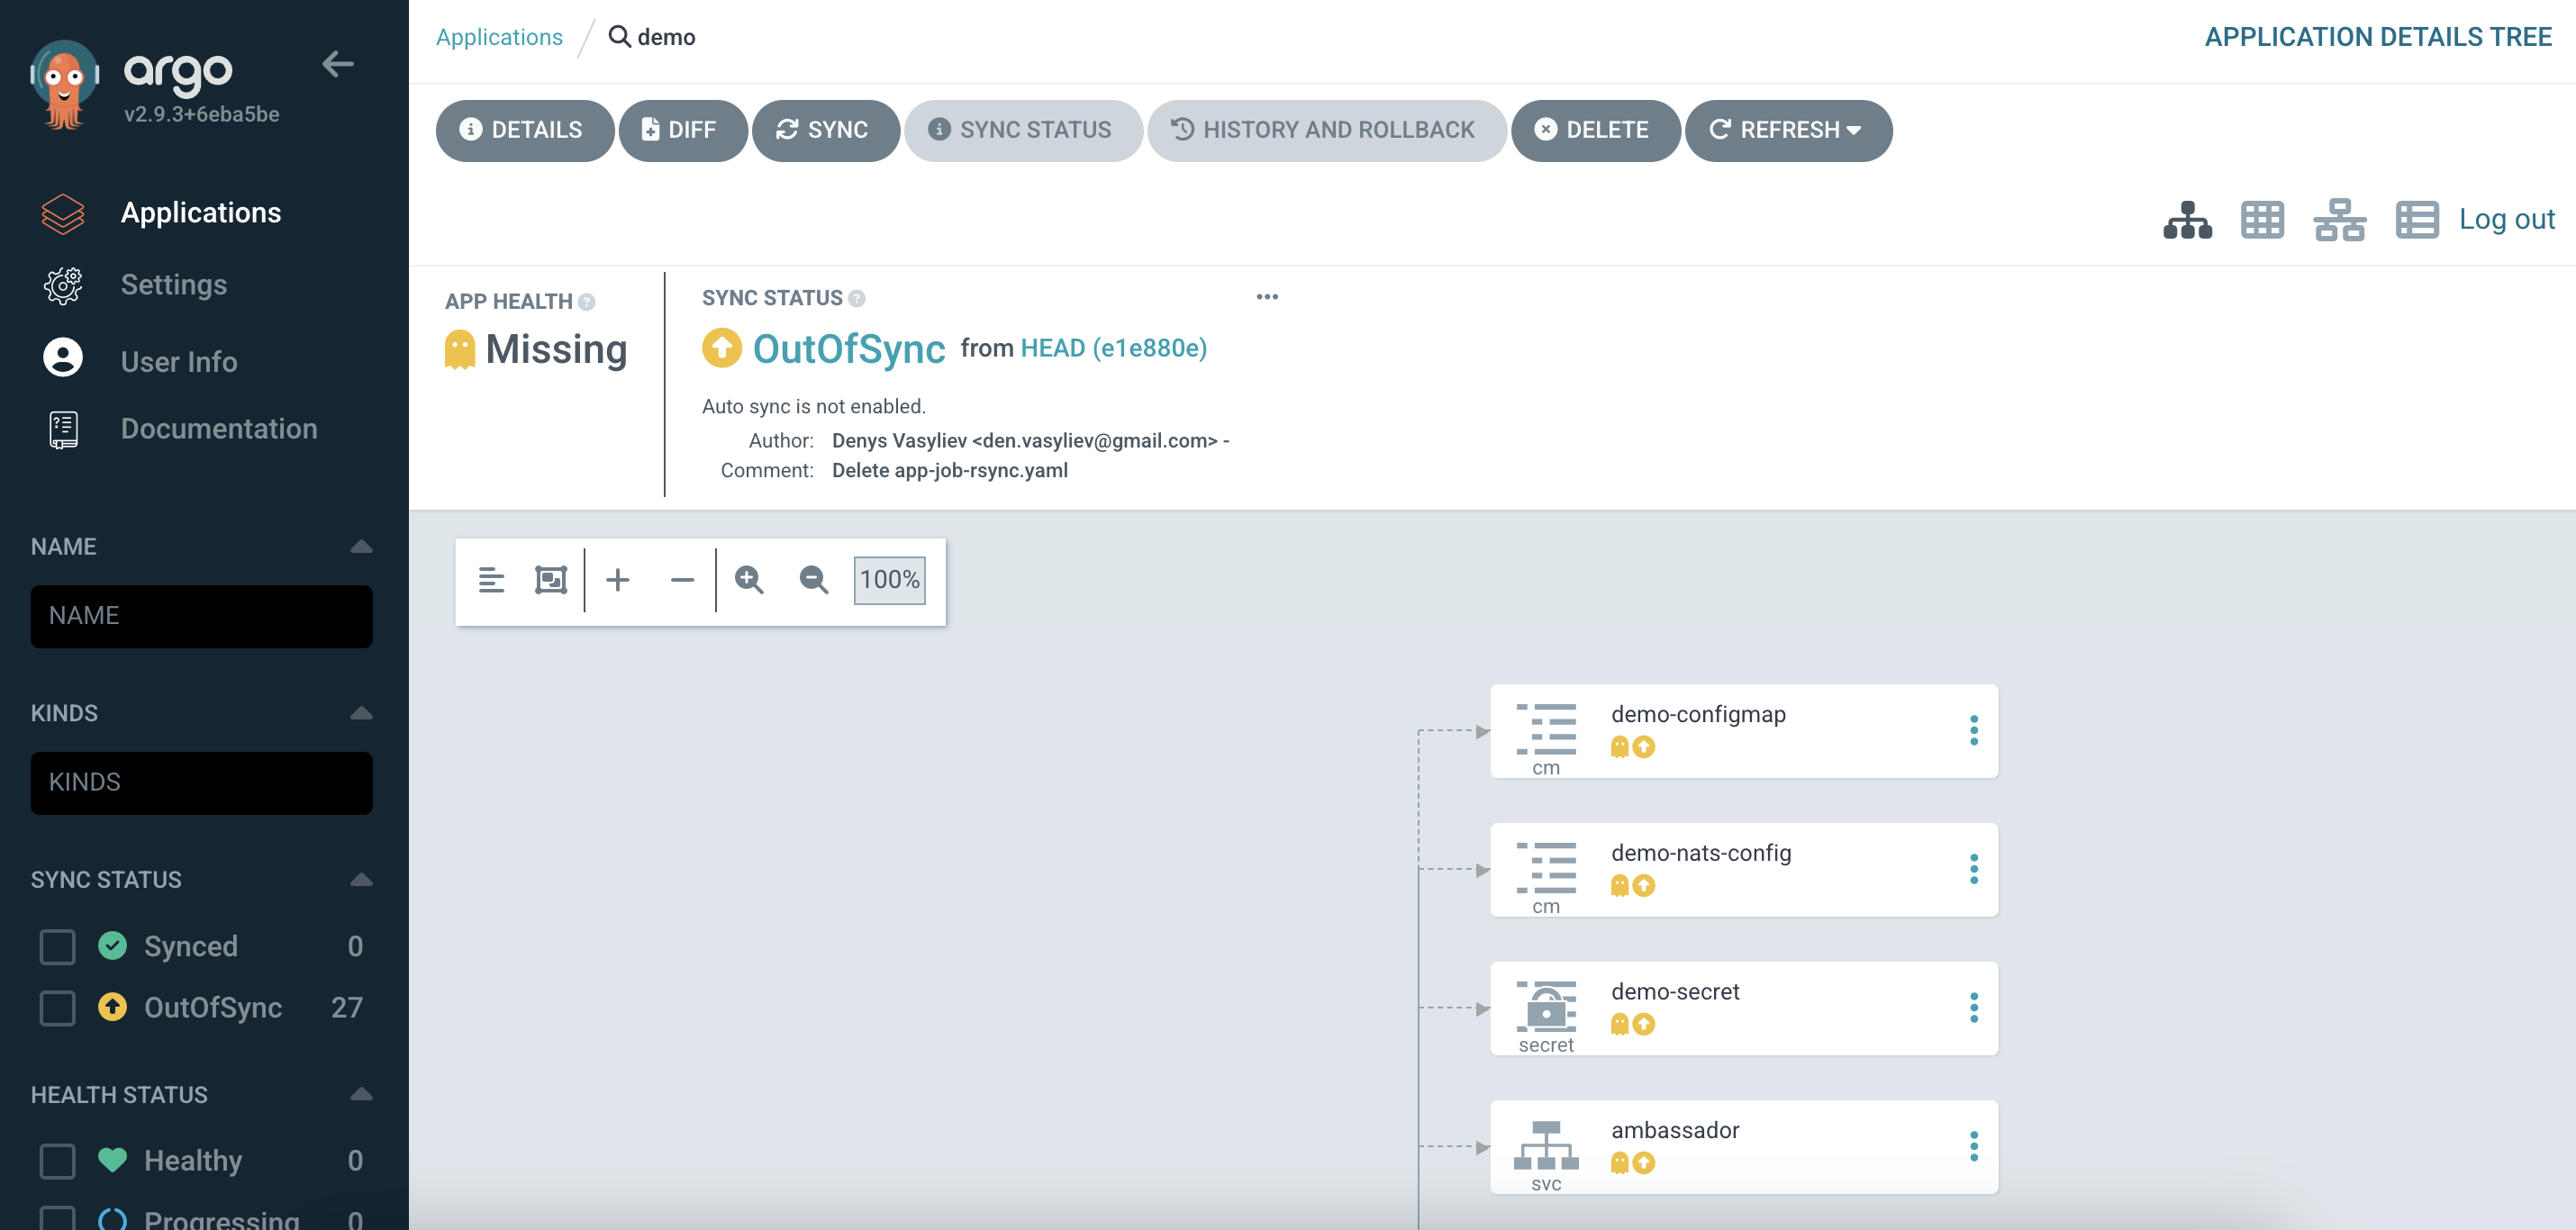 argo
v2.9.3+6eba5be
Applications
Settings
User Info
Documentation
NAME
NAME
KINDS
KINDS
SYNC STATUS
Synced 0
OutOfSync 27
HEALTH STATUS
Healthy 0
Progressing 0
Applications / demo
APPLICATION DETAILS TREE
DETAILS DIFF SYNC SYNC STATUS HISTORY AND ROLLBACK DELETE REFRESH
Log out
APP HEALTH
Missing
SYNC STATUS
OutOfSync from HEAD (e1e880e)
Auto sync is not enabled.
Author: Denys Vasyliev <den.vasyliev@gmail.com> -
Comment: Delete app-job-rsync.yaml
100%
demo-configmap
cm
demo-nats-config
cm
demo-secret
secret
ambassador
svc